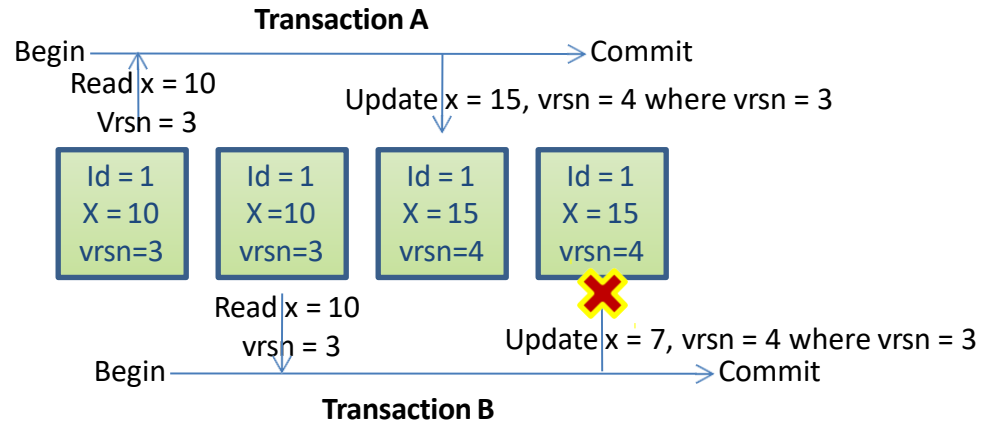 Transaction A
Begin
Commit
Read x = 10
Vrsn = 3
Update x = 15, vrsn = 4 where vrsn = 3
Id = 1
X = 10
vrsn=3
Id = 1
X =10
vrsn=3
Id = 1
X = 15
vrsn=4
Id = 1
X = 15
vrsn=4
Read x = 10
vrsn = 3
Update x = 7, vrsn = 4 where vrsn = 3
Begin
Commit
Transaction B